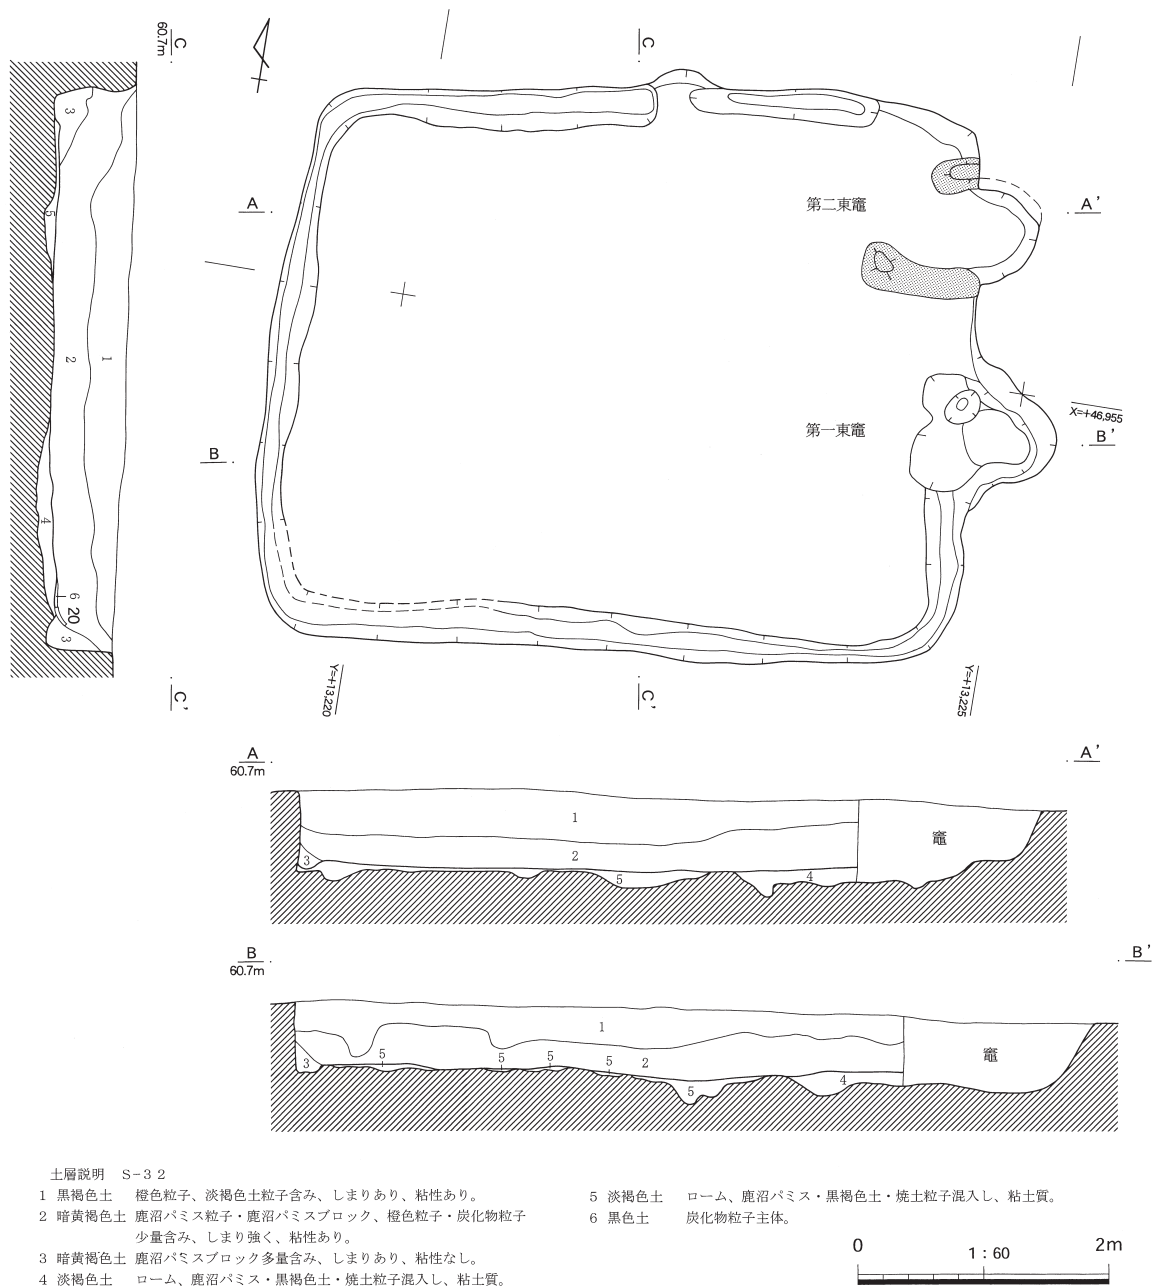 C
60.7m
C
第二東竈
A
A'
X=+46,955
第一東竈
B
B'
3
5
2
1
4
6
20
3
C'
Y=+13,220
C'
Y=+13,225
A
60.7m
A'
1
竈
2
3
5
4
B
60.7m
B'
1
竈
3
5
5
5
5
2
4
5
土層説明 S-32
1 黒褐色土 橙色粒子、淡褐色土粒子含み、しまりあり、粘性あり。
2 暗黄褐色土 鹿沼パミス粒子・鹿沼パミスブロック、橙色粒子・炭化物粒子
少量含み、しまり強く、粘性あり。
3 暗黄褐色土 鹿沼パミスブロック多量含み、しまりあり、粘性なし。
4 淡褐色土 ローム、鹿沼パミス・黒褐色土・焼土粒子混入し、粘土質。
5 淡褐色土 ローム、鹿沼パミス・黒褐色土・焼土粒子混入し、粘土質。
6 黒色土 炭化物粒子主体。
0 1:60 2m